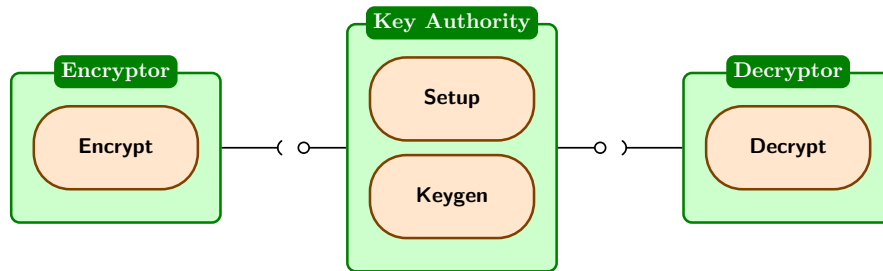 Encryptor
Encrypt
Key Authority
Setup
Keygen
Decryptor
Decrypt